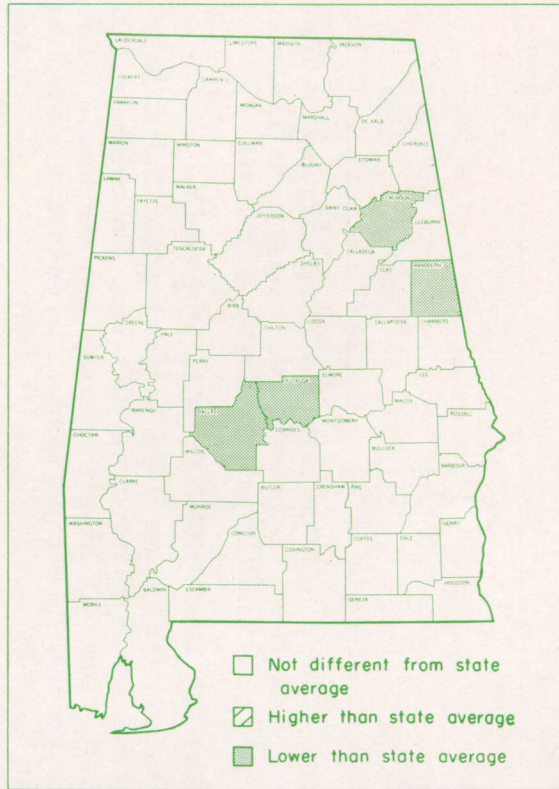 LAUDERDALE
LIMESTONE
MADISON
JACKSON
COLBERT
LAWRENCE
FRANKLIN
MORGAN
MARSHALL
DE KALB
MARION
WINSTON
CULLMAN
BLOUNT
ETOWAH
CHEROKEE
LAMAR
FAYETTE
WALKER
JEFFERSON
SAINT CLAIR
CALHOUN
CLEBURNE
PICKENS
TUSCALOOSA
SHELBY
TALLADEGA
CLAY
RANDOLPH
GREENE
HALE
BIBB
CHILTON
COOSA
TALLAPOOSA
CHAMBERS
SUMTER
PERRY
AUTAUGA
ELMORE
LEE
MARENGO
DALLAS
LOWNDES
MONTGOMERY
MACON
RUSSELL
CHOCTAW
WILCOX
BULLOCK
BARBOUR
CLARKE
BUTLER
CRENSHAW
PIKE
WASHINGTON
MONROE
CONECUH
COVINGTON
COFFEE
DALE
HENRY
MOBILE
BALDWIN
ESCAMBIA
GENEVA
HOUSTON
Not different from state
average
Higher than state average
Lower than state average